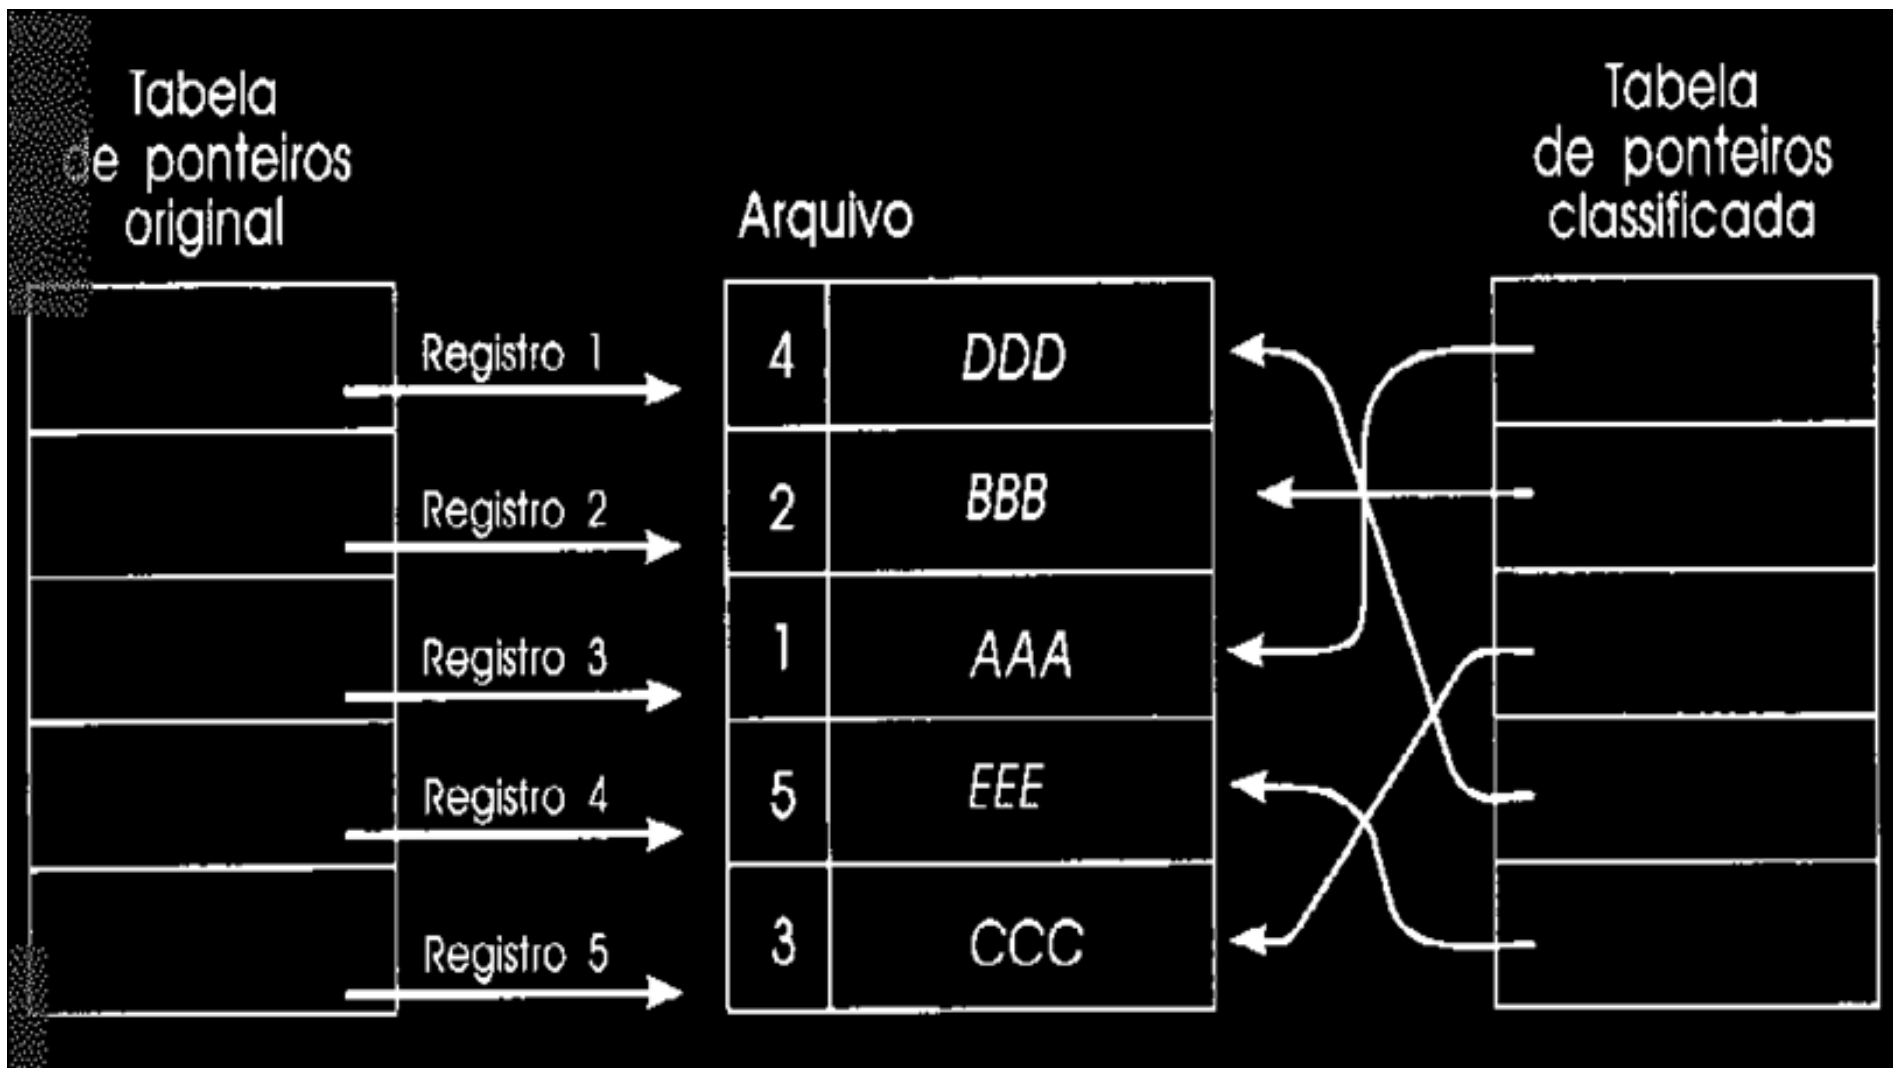 Tabela
de ponteiros
original
Arquivo
Tabela
de ponteiros
classificada
Registro 1
4 DDD
Registro 2
2 BBB
Registro 3
1 AAA
Registro 4
5 EEE
Registro 5
3 CCC